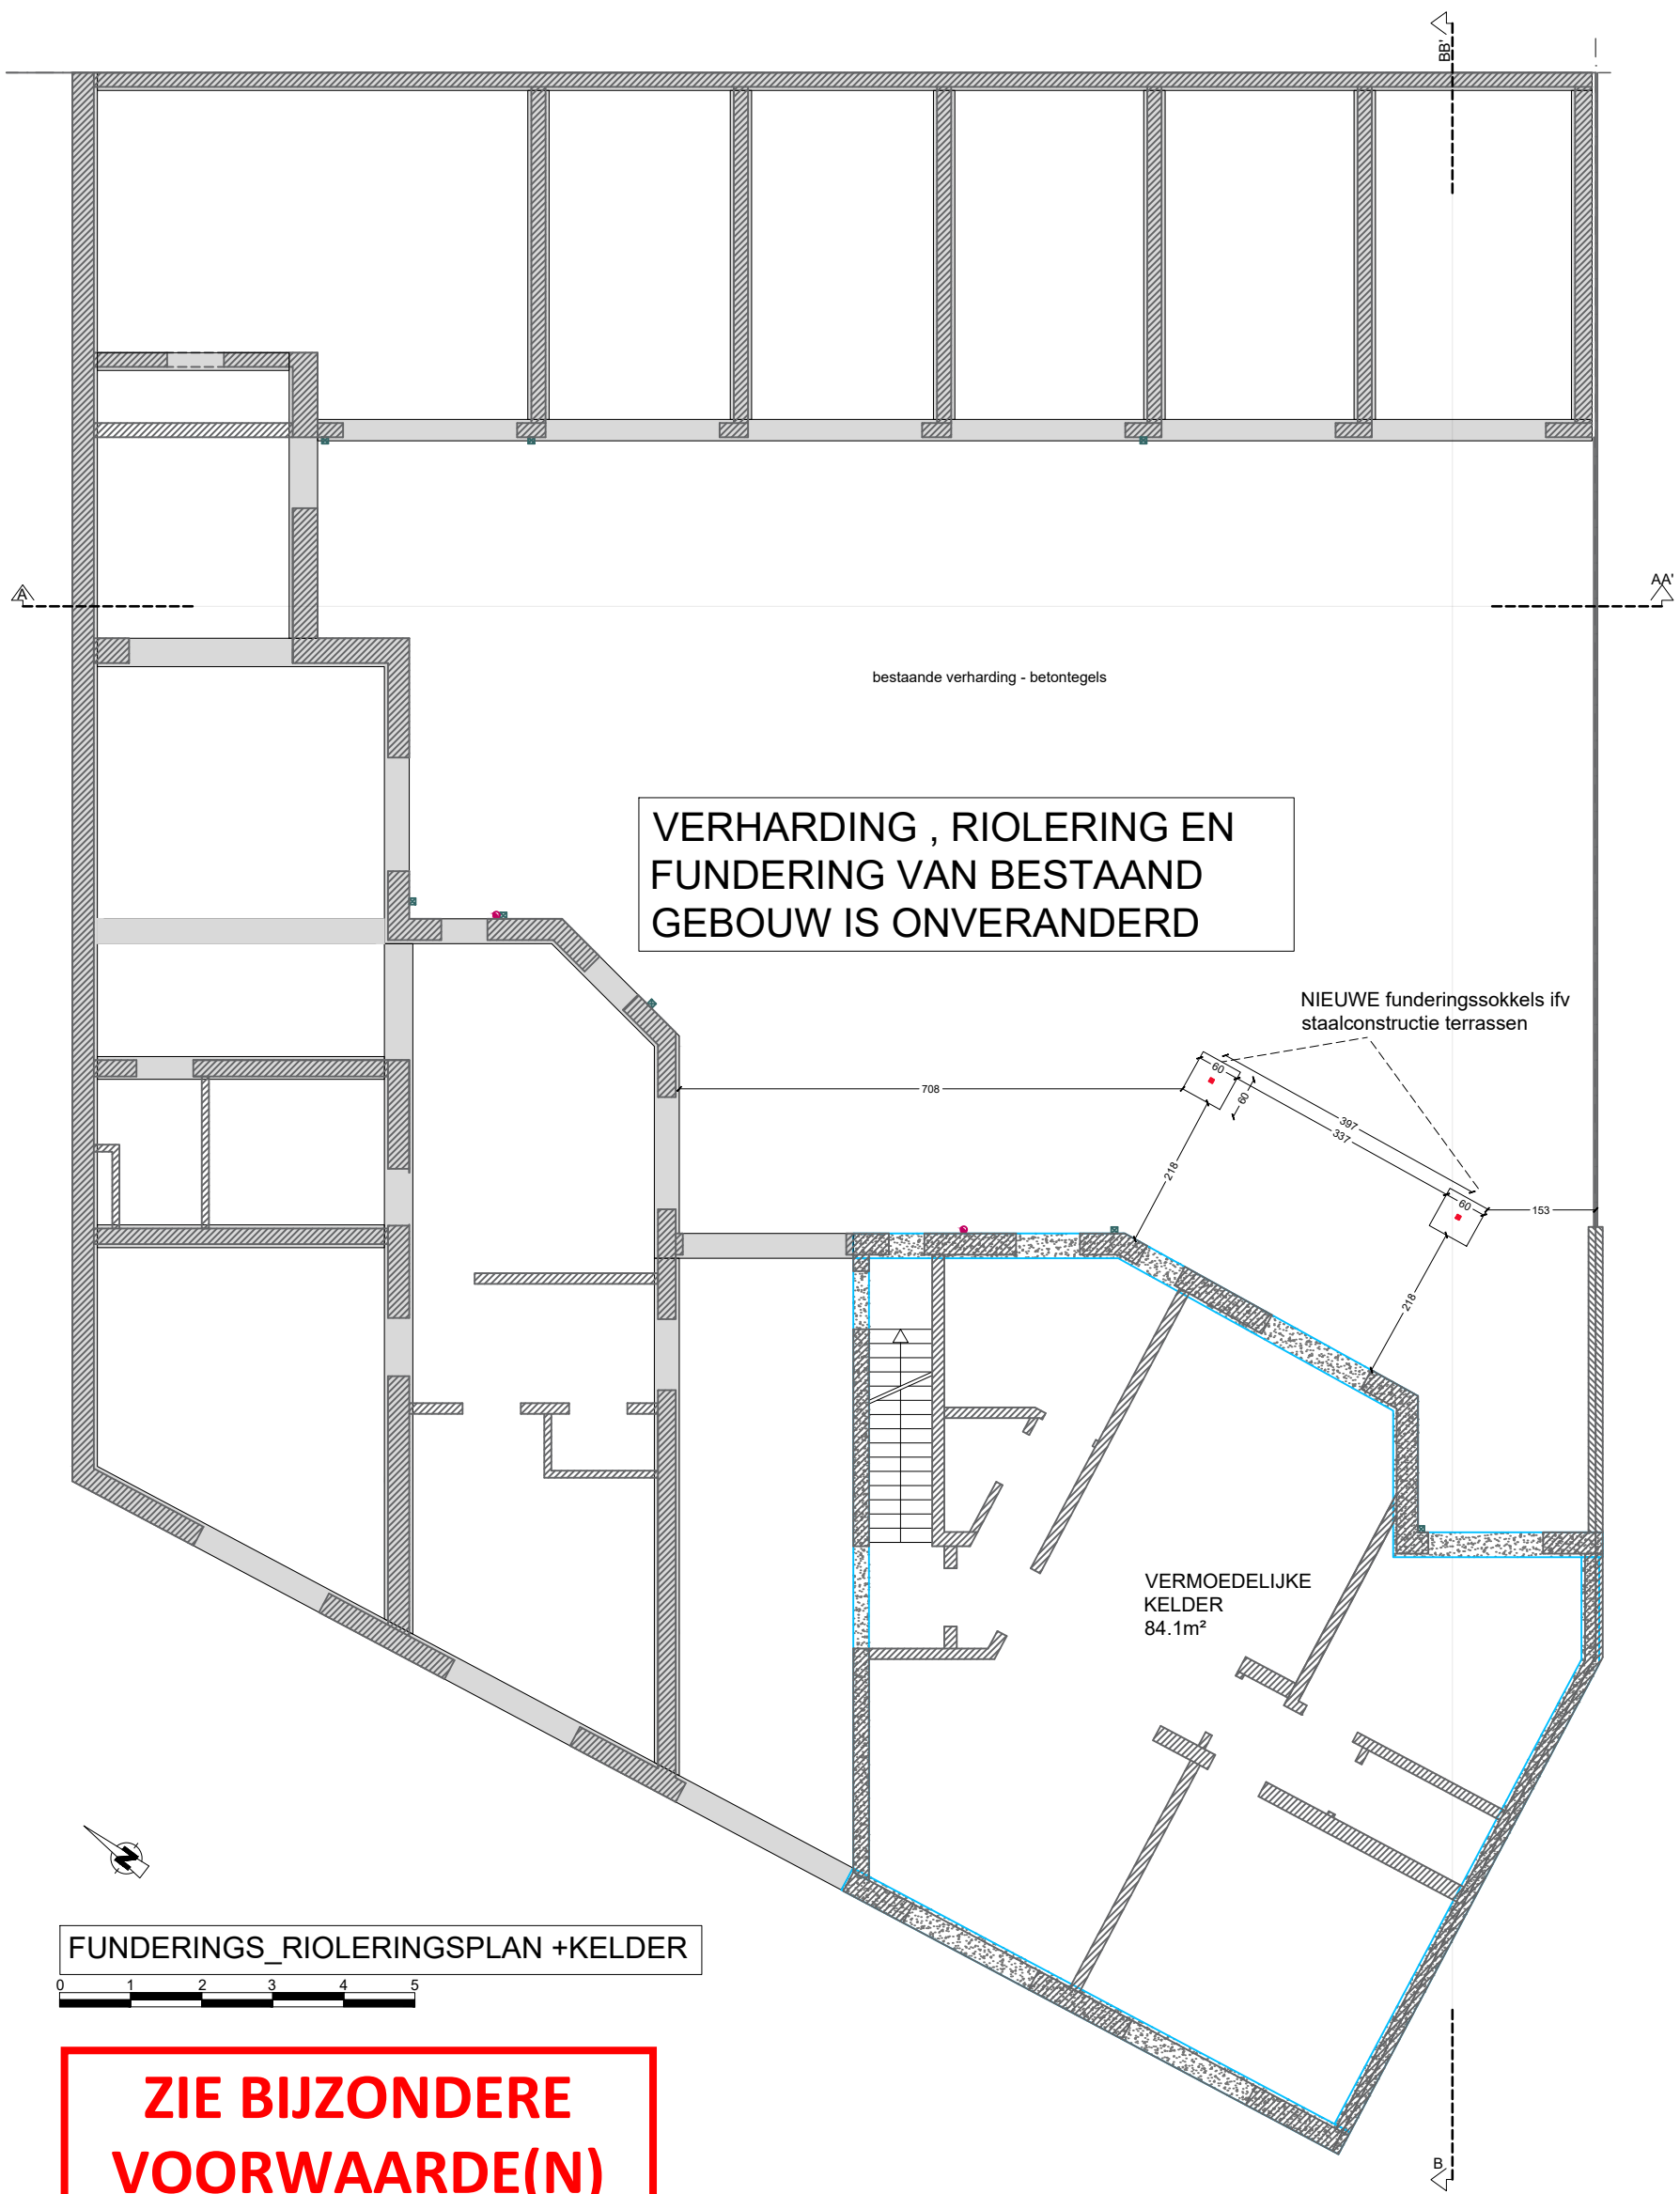 BB'
A
AA'
bestaande verharding - betontegels
VERHARDING , RIOLERING EN
FUNDERING VAN BESTAAND
GEBOUW IS ONVERANDERD
NIEUWE funderingssokkels ifv
staalconstructie terrassen
60
708
60
397
337
218
60
153
218
VERMOEDELIJKE
KELDER
84.1m²
N
FUNDERINGS_RIOLERINGSPLAN +KELDER
0 1 2 3 4 5
ZIE BIJZONDERE
VOORWAARDE(N)
B